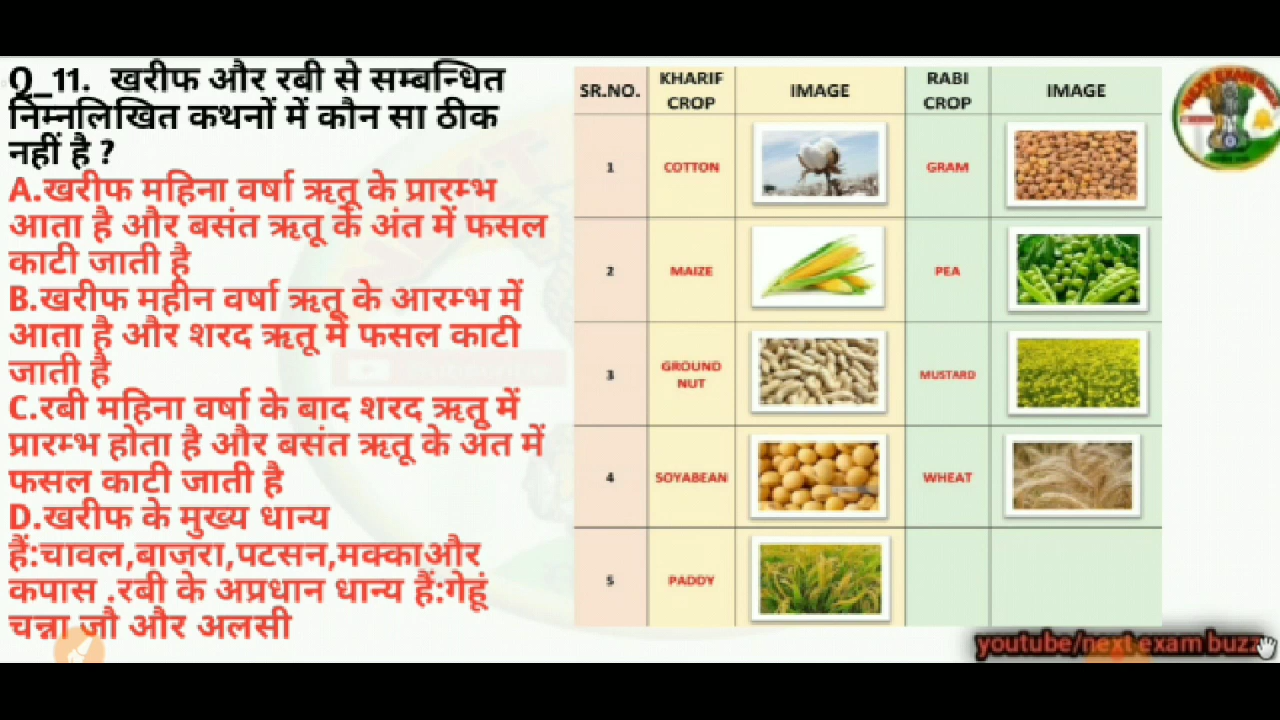 Q_11. खरीफ और रबी से सम्बन्धित
निम्नलिखित कथनों में कौन सा ठीक
नहीं है ?
A.खरीफ महिना वर्षा ऋतू के प्रारम्भ
आता है और बसंत ऋतू के अंत में फसल
काटी जाती है
B.खरीफ महीन वर्षा ऋतू के आरम्भ में
आता है और शरद ऋतू में फसल काटी
जाती है
C.रबी महिना वर्षा के बाद शरद ऋतू में
प्रारम्भ होता है और बसंत ऋतू के अंत में
फसल काटी जाती है
D.खरीफ के मुख्य धान्य
हैं:चावल,बाजरा,पटसन,मक्काऔर
कपास .रबी के अप्रधान धान्य हैं:गेहूं
चन्ना जौ और अलसी
SR.NO. KHARIF CROP IMAGE RABI CROP IMAGE
1 COTTON GRAM
2 MAIZE PEA
3 GROUND NUT MUSTARD
4 SOYABEAN WHEAT
5 PADDY
youtube/next exam buzz